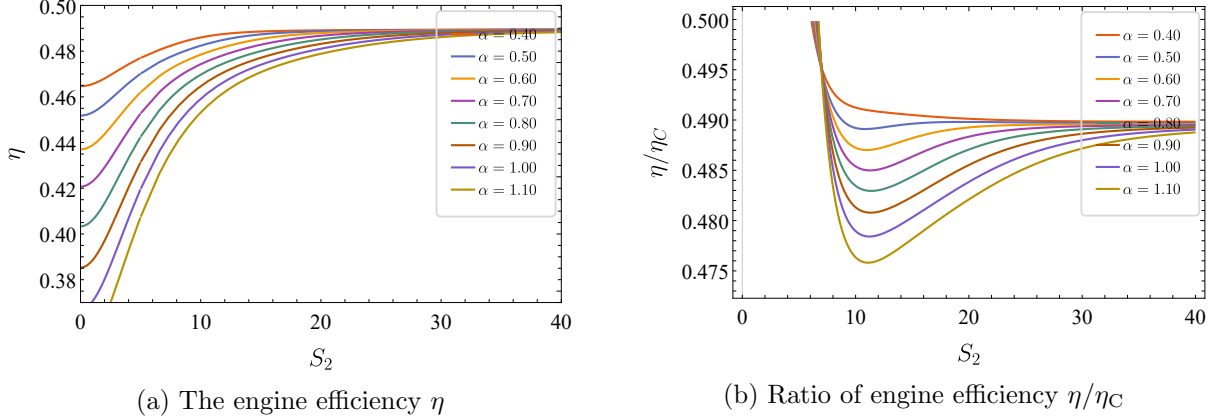 0.50
0.48
0.46
0.44
0.42
0.40
0.38
η
0
10
20
30
40
S₂
α = 0.40
α = 0.50
α = 0.60
α = 0.70
α = 0.80
α = 0.90
α = 1.00
α = 1.10
(a) The engine efficiency η
0.500
0.495
0.490
0.485
0.480
0.475
η/η_C
0
10
20
30
40
S₂
α = 0.40
α = 0.50
α = 0.60
α = 0.70
α = 0.80
α = 0.90
α = 1.00
α = 1.10
(b) Ratio of engine efficiency η/η_C